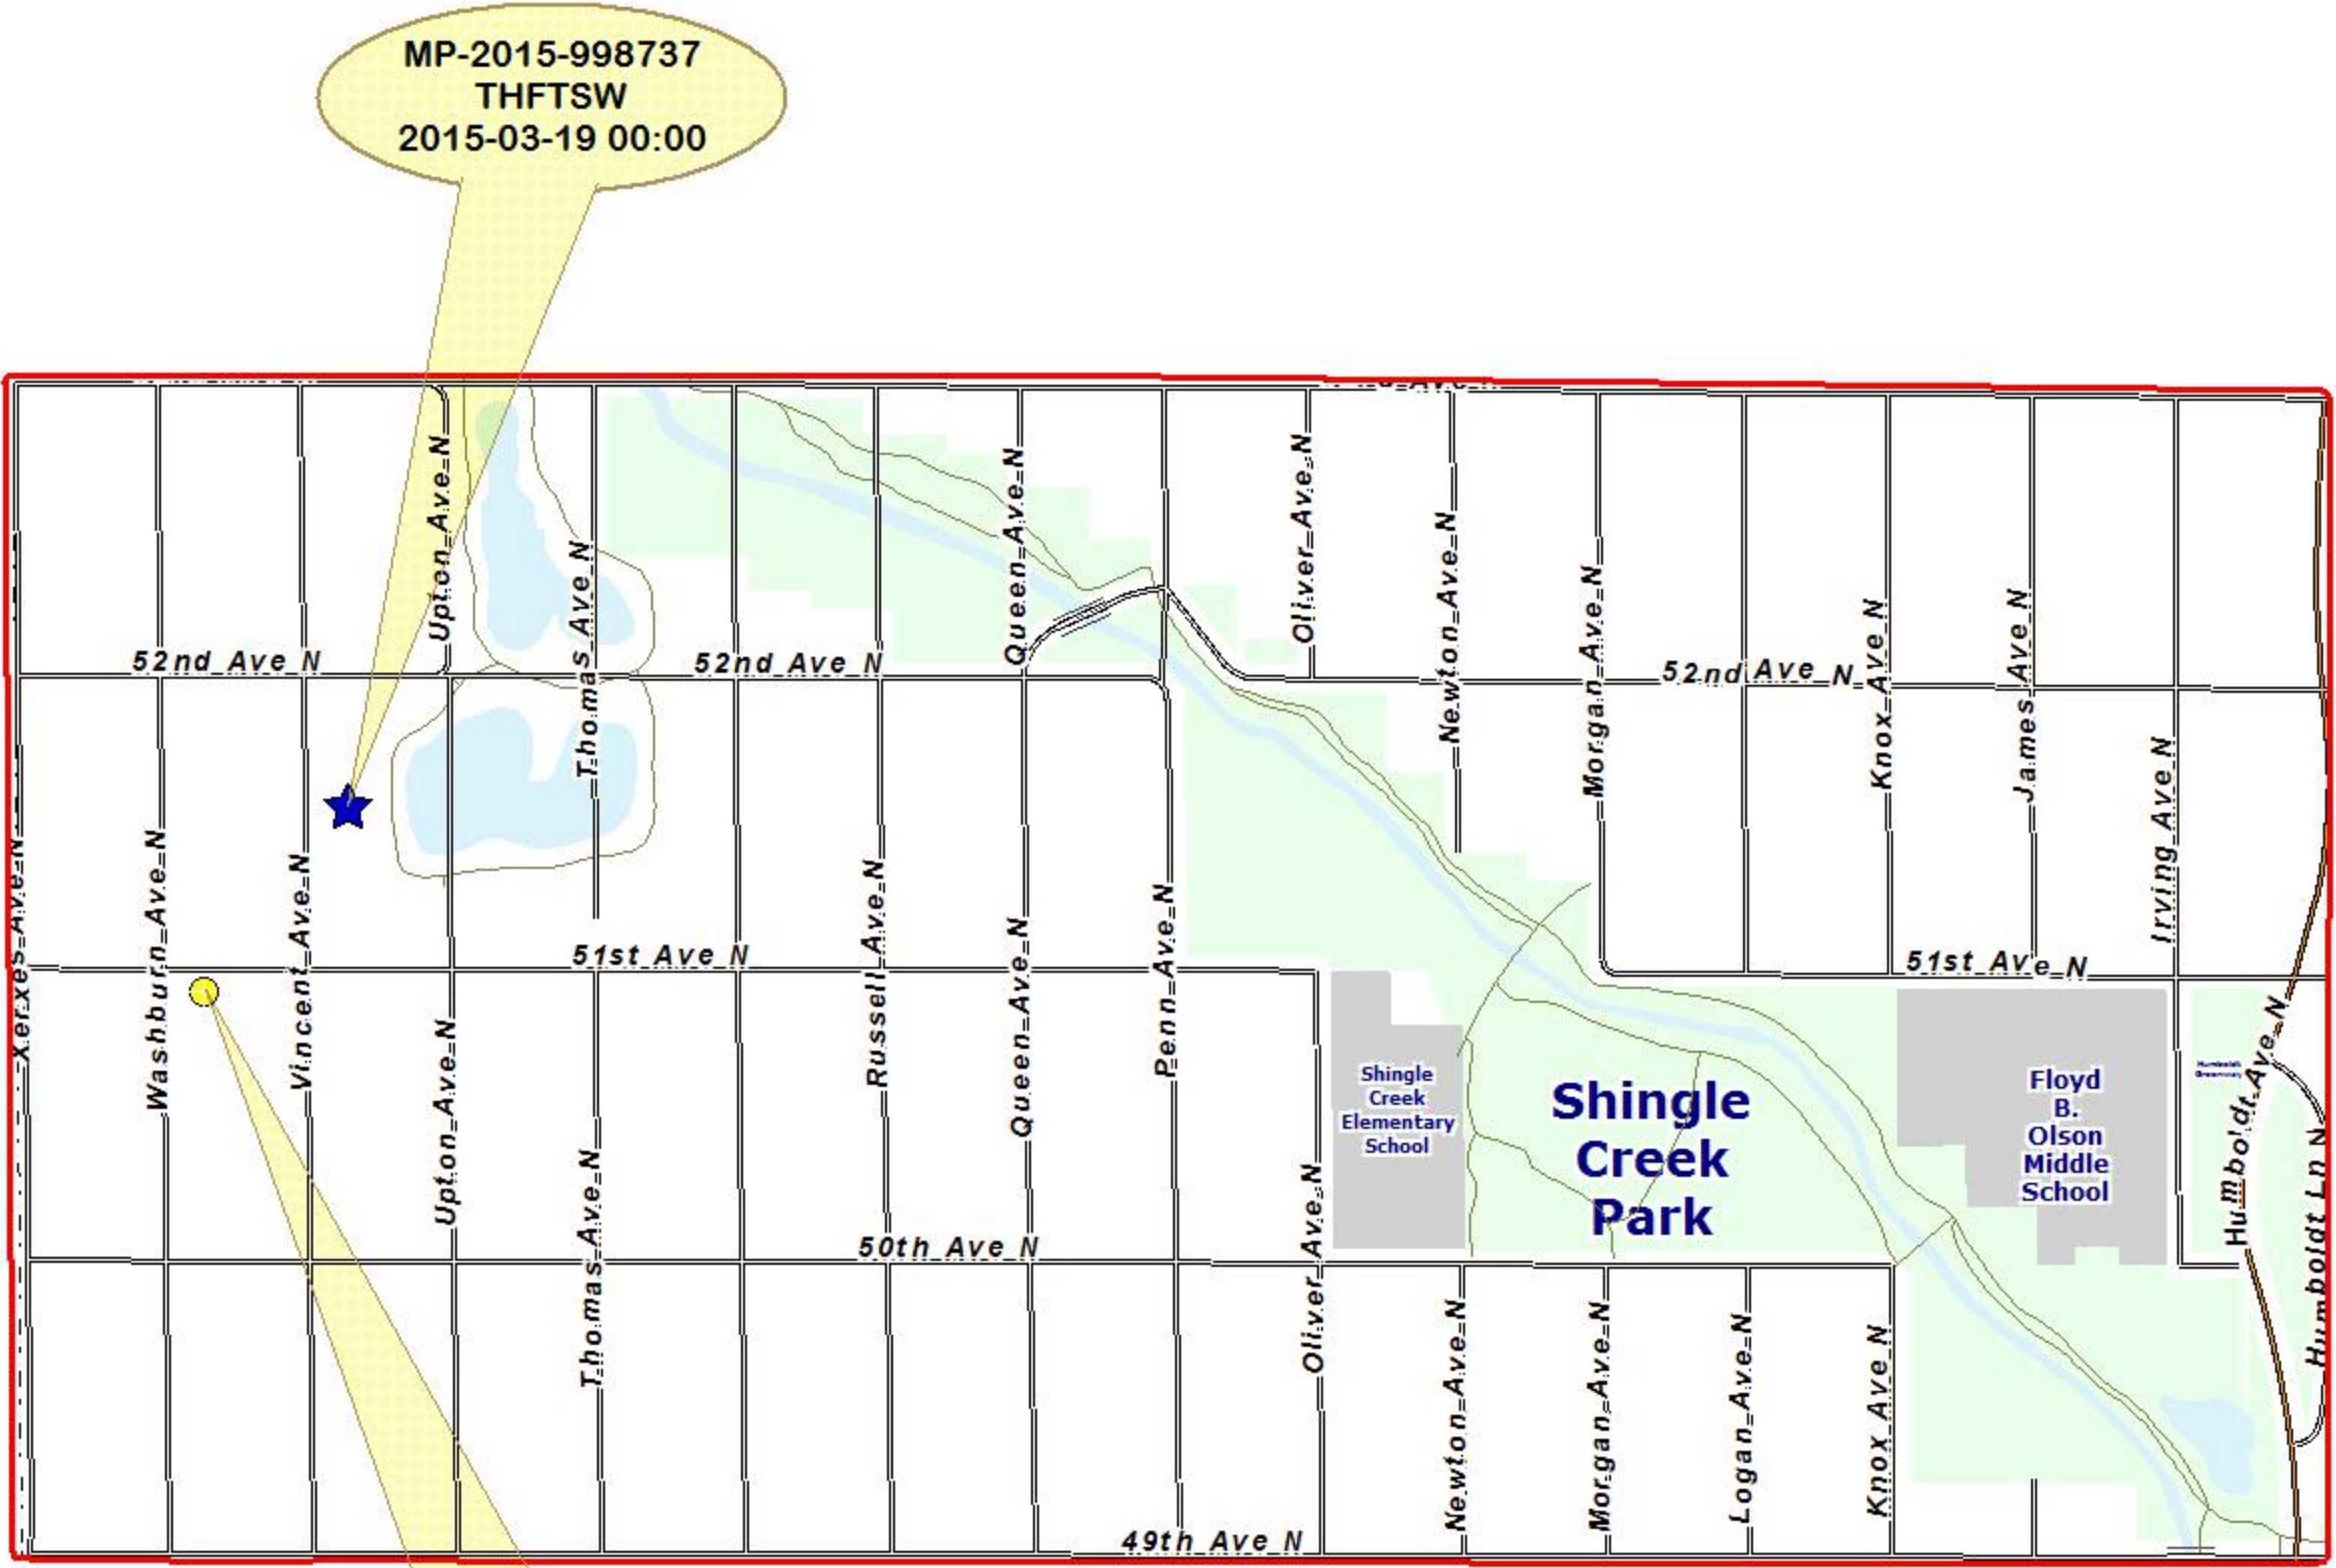 MP-2015-998737
THFTSW
2015-03-19 00:00
Upton Ave N
Thomas Ave N
Queen Ave N
Oliver Ave N
Newton Ave N
Morgan Ave N
Knox Ave N
James Ave N
Irving Ave N
52nd Ave N
52nd Ave N
52nd Ave N
Xerxes Ave N
Washburn Ave N
Vincent Ave N
Russell Ave N
Queen Ave N
Penn Ave N
51st Ave N
51st Ave N
Upton Ave N
Thomas Ave N
Oliver Ave N
Shingle
Creek
Elementary
School
Shingle
Creek
Park
Floyd
B.
Olson
Middle
School
Humboldt
Greenway
Humboldt Ave N
Humboldt Ln N
50th Ave N
Newton Ave N
Morgan Ave N
Logan Ave N
Knox Ave N
49th Ave N